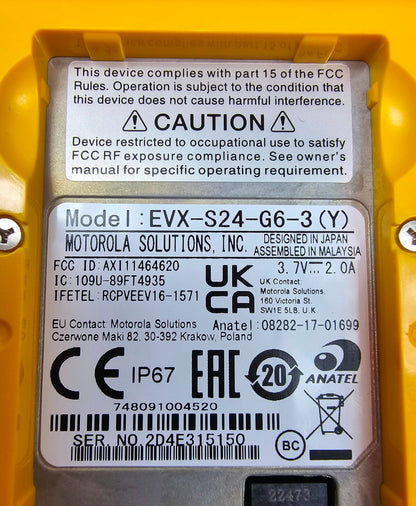 This device complies with part 15 of the FCC
Rules. Operation is subject to the condition that
this device does not cause harmful interference.
⚠ CAUTION ⚠
Device restricted to occupational use to satisfy
FCC RF exposure compliance. See owner's
manual for specific operating requirement.
Model : EVX-S24-G6-3 (Y)
MOTOROLA SOLUTIONS, INC.
DESIGNED IN JAPAN
ASSEMBLED IN MALAYSIA
FCC ID: AXI11464620
IC: 109U-89FT4935
IFETEL: RCPVEEV16-1571
UK
CA
3.7V⎓ 2.0A
UK Contact:
Motorola Solutions.
160 Victoria St.
SW1E 5LB. U.K
EU Contact: Motorola Solutions
Czerwone Maki 82, 30-392 Krakow, Poland
Anatel : 08282-17-01699
CE IP67 EAC 20 ANATEL
748091004520
SER NO.2D4E315150
BC
22473